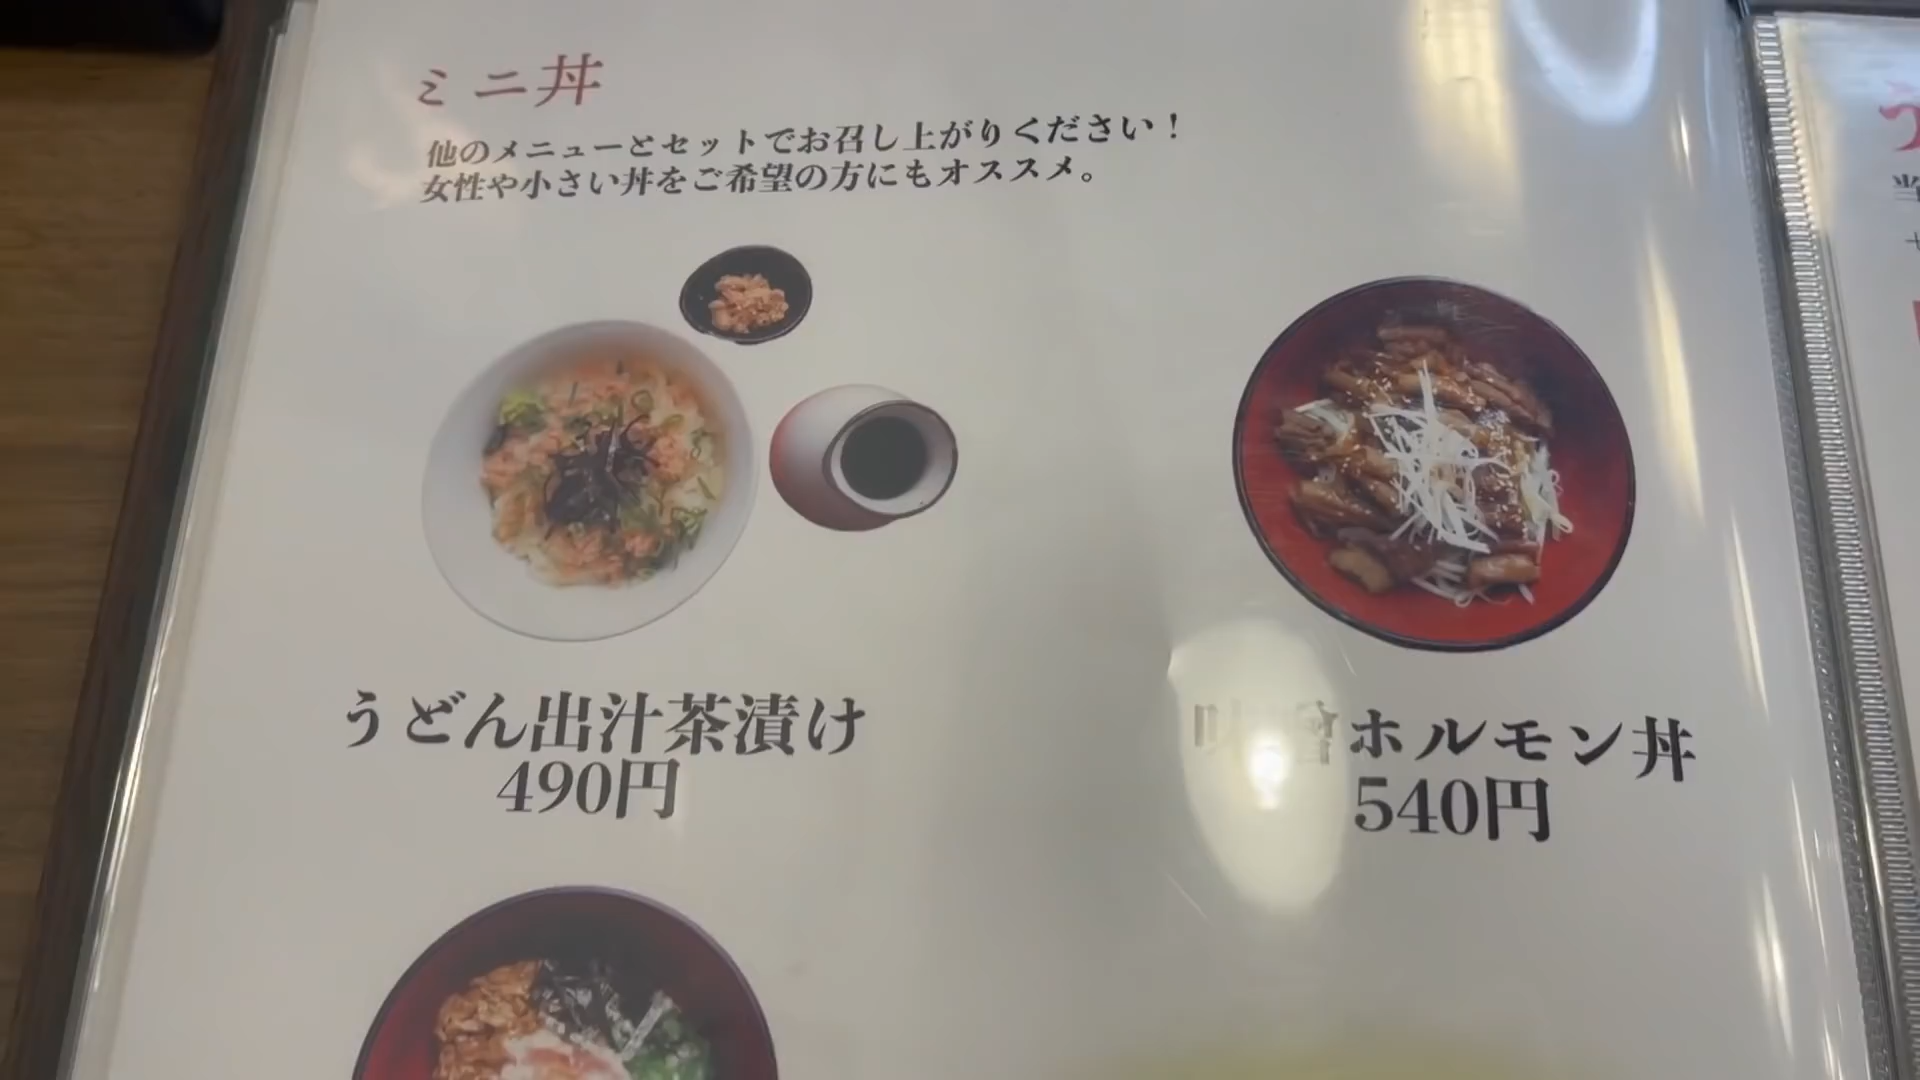 ミニ丼
他のメニューとセットでお召し上がりください！
女性や小さい丼をご希望の方にもオススメ。
うどん出汁茶漬け
490円
味噌ホルモン丼
540円